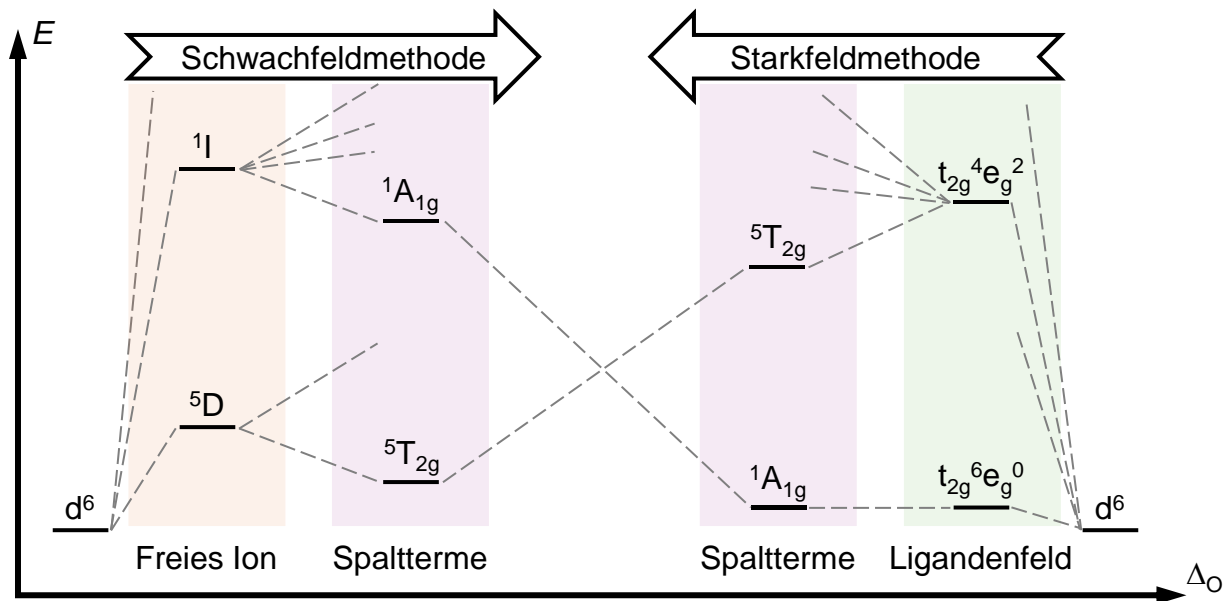 E
Schwachfeldmethode
Starkfeldmethode
¹I
¹A₁g
⁵D
⁵T₂g
d⁶
⁵T₂g
t₂g⁴eg²
¹A₁g
t₂g⁶eg⁰
d⁶
Freies Ion
Spaltterme
Spaltterme
Ligandenfeld
ΔO